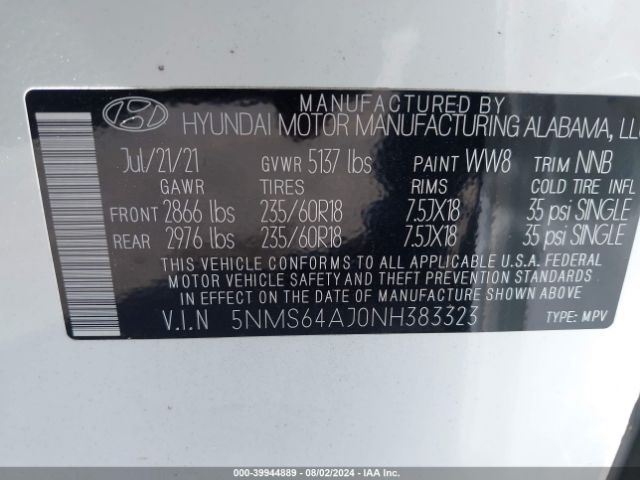 MANUFACTURED BY
HYUNDAI MOTOR MANUFACTURING ALABAMA, LL
Jul/21/21 GVWR 5137 lbs PAINT WW8 TRIM NNB
GAWR TIRES RIMS COLD TIRE INFL
FRONT 2866 lbs 235/60R18 7.5JX18 35 psi SINGLE
REAR 2976 lbs 235/60R18 7.5JX18 35 psi SINGLE
THIS VEHICLE CONFORMS TO ALL APPLICABLE U.S.A. FEDERAL
MOTOR VEHICLE SAFETY AND THEFT PREVENTION STANDARDS
IN EFFECT ON THE DATE OF MANUFACTURE SHOWN ABOVE
V.I.N 5NMS64AJ0NH383323 TYPE: MPV
000-39944889 - 08/02/2024 - IAA Inc.